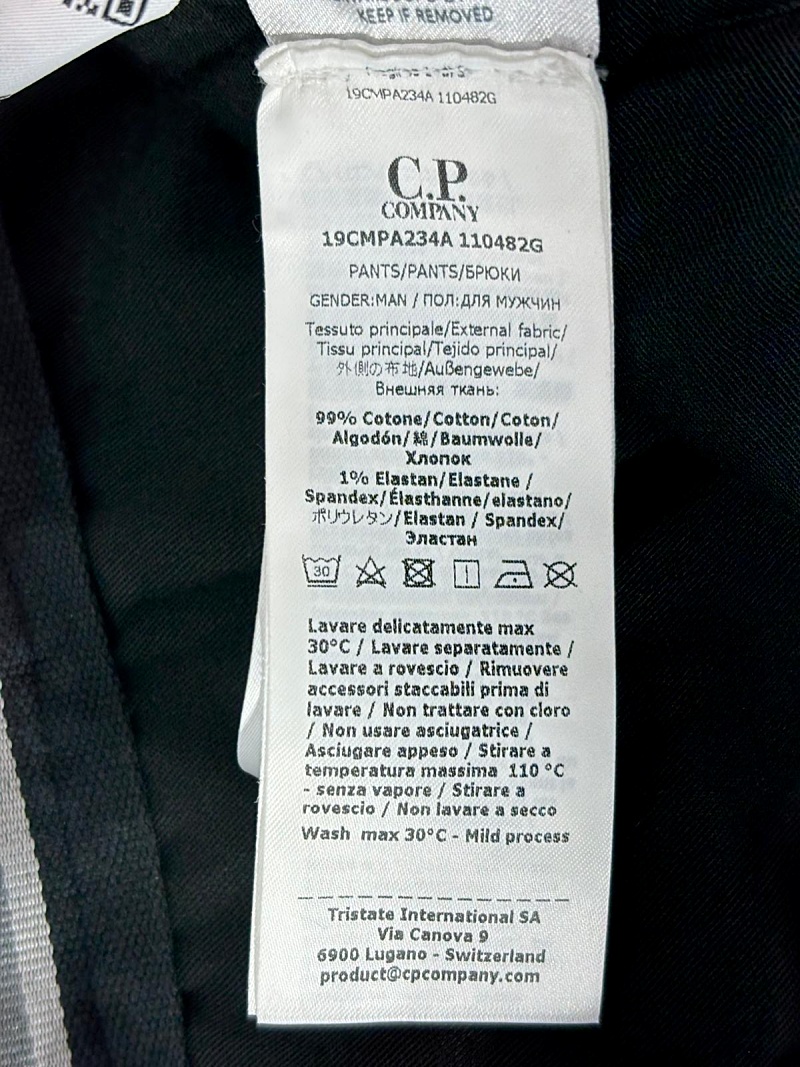 KEEP IF REMOVED
19CMPA234A 110482G
C.P.
COMPANY
19CMPA234A 110482G
PANTS/PANTS/БРЮКИ
GENDER:MAN / ПОЛ:ДЛЯ МУЖЧИН
Tessuto principale/External fabric/
Tissu principal/Tejido principal/
外側の布地/Außengewebe/
Внешняя ткань:
99% Cotone/Cotton/Coton/
Algodón/綿/Baumwolle/
Хлопок
1% Elastan/Elastane /
Spandex/Élasthanne/elastano/
ポリウレタン/Elastan / Spandex/
Эластан
30
Lavare delicatamente max
30°C / Lavare separatamente /
Lavare a rovescio / Rimuovere
accessori staccabili prima di
lavare / Non trattare con cloro
/ Non usare asciugatrice /
Asciugare appeso / Stirare a
temperatura massima 110 °C
- senza vapore / Stirare a
rovescio / Non lavare a secco
Wash max 30°C - Mild process
Tristate International SA
Via Canova 9
6900 Lugano - Switzerland
product@cpcompany.com